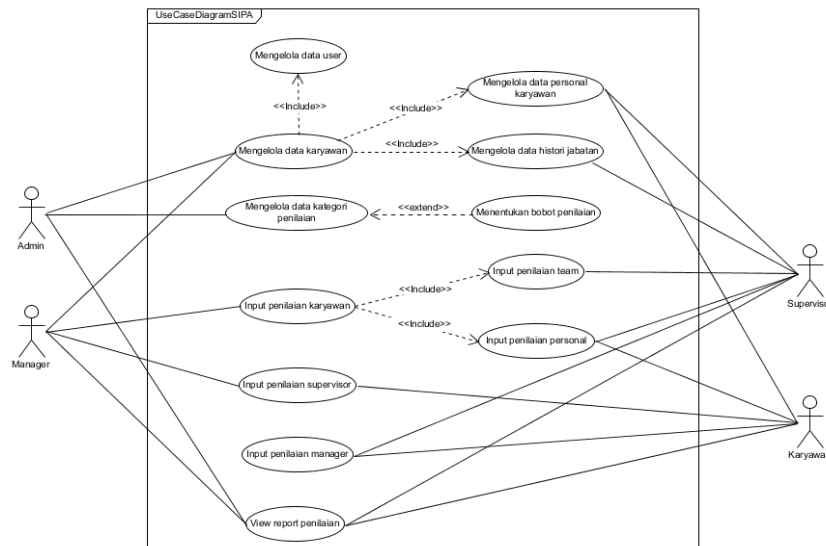 UseCaseDiagramSIPA
Mengelola data user
Mengelola data personal
karyawan
<<Include>>
<<Include>>
<<Include>>
Mengelola data karyawan
Mengelola data histori jabatan
Mengelola data kategori
penilaian
<<extend>>
Menentukan bobot penilaian
Admin
Input penilaian team
<<Include>>
Supervisor
Input penilaian karyawan
<<Include>>
Input penilaian personal
Manager
Input penilaian supervisor
Karyawa
Input penilaian manager
View report penilaian